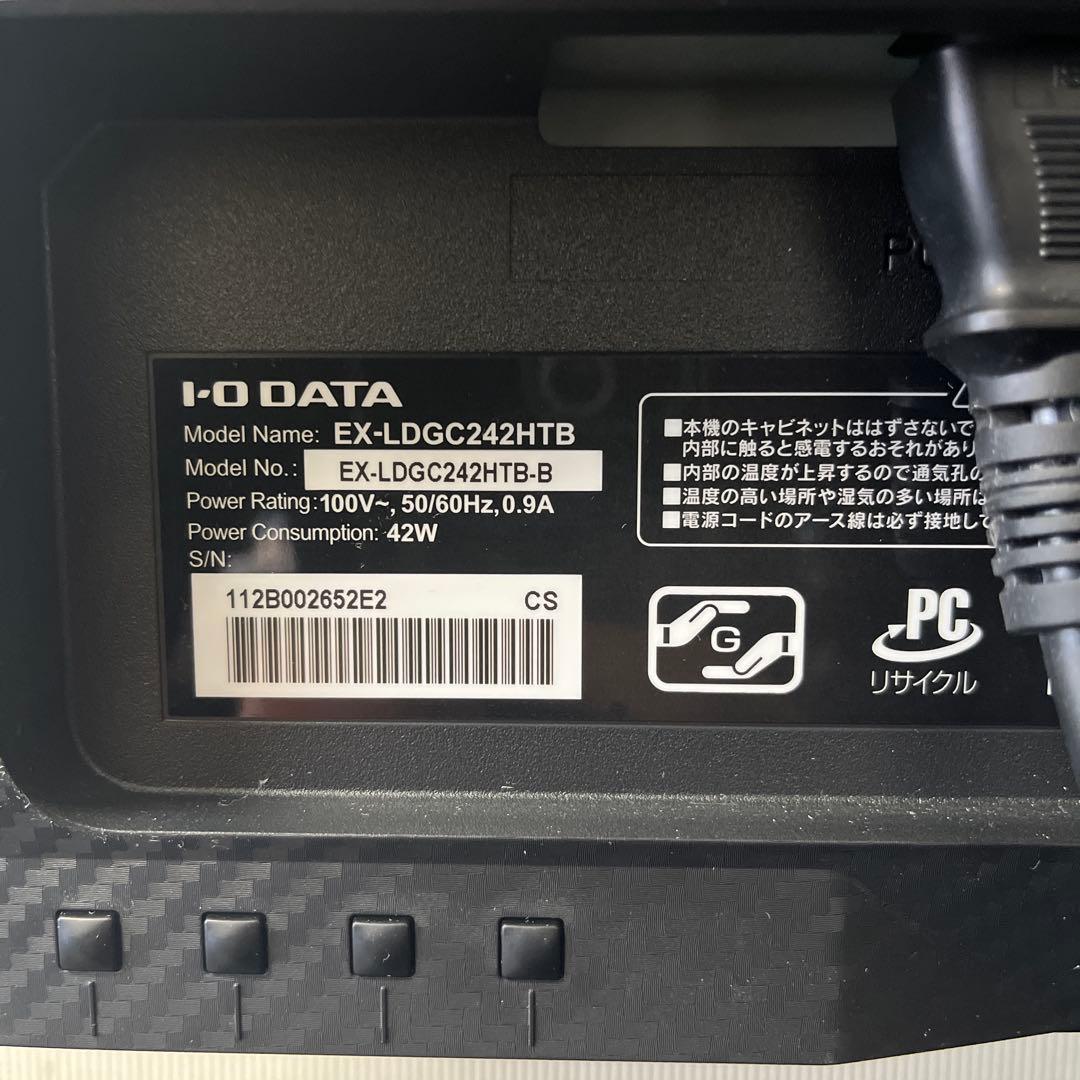 I-O DATA
Model Name: EX-LDGC242HTB
Model No.: EX-LDGC242HTB-B
Power Rating: 100V~, 50/60Hz, 0.9A
Power Consumption: 42W
S/N:
112B002652E2 CS
■本機のキャビネットははずさないで
内部に触ると感電するおそれがあり
■内部の温度が上昇するので通気孔の
■温度の高い場所や湿気の多い場所は
■電源コードのアース線は必ず接地して
G
PC
リサイクル